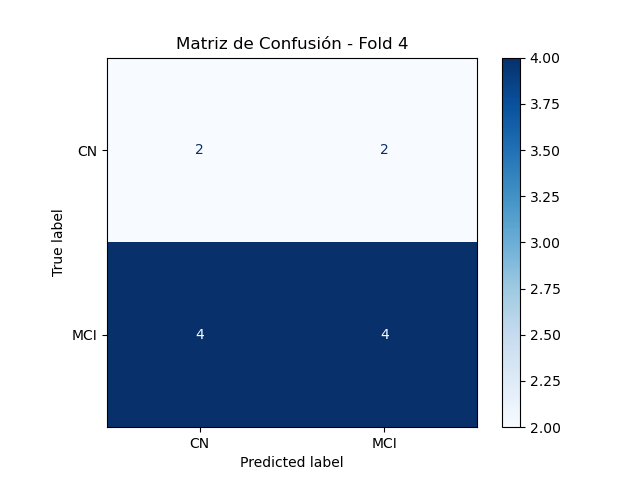 Matriz de Confusión - Fold 4
4.00
3.75
3.50
3.25
3.00
2.75
2.50
2.25
2.00
True label
CN
2 2
MCI
4 4
CN MCI
Predicted label